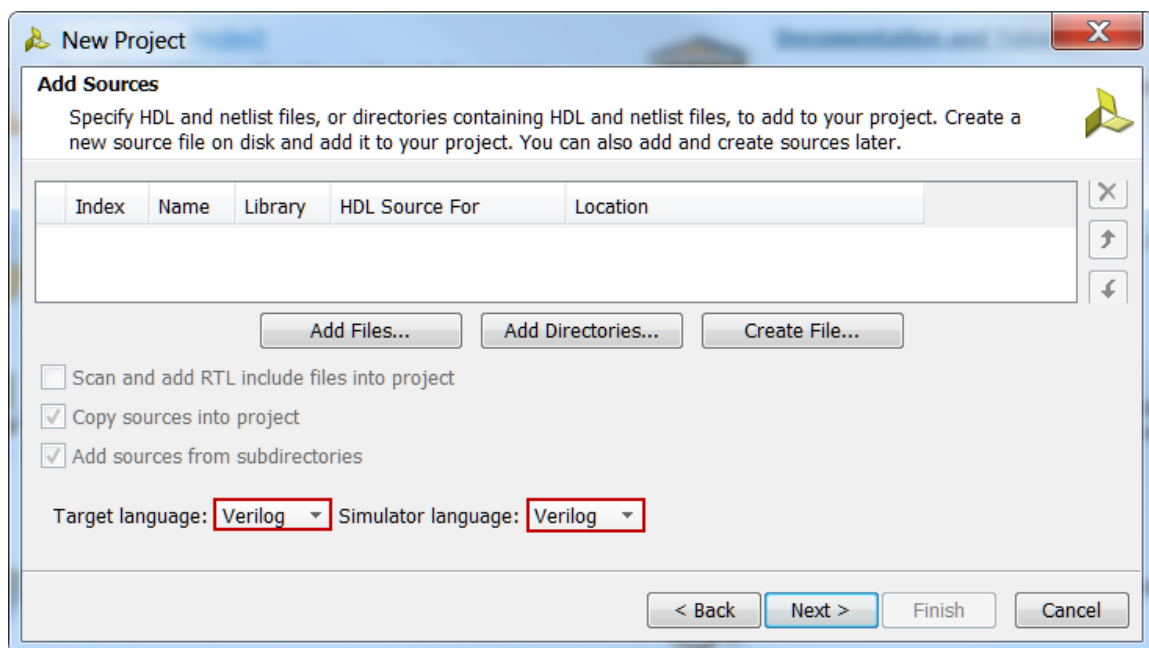 New Project
Add Sources
Specify HDL and netlist files, or directories containing HDL and netlist files, to add to your project. Create a
new source file on disk and add it to your project. You can also add and create sources later.
Index Name Library HDL Source For Location
Add Files... Add Directories... Create File...
Scan and add RTL include files into project
Copy sources into project
Add sources from subdirectories
Target language: Verilog Simulator language: Verilog
< Back Next > Finish Cancel